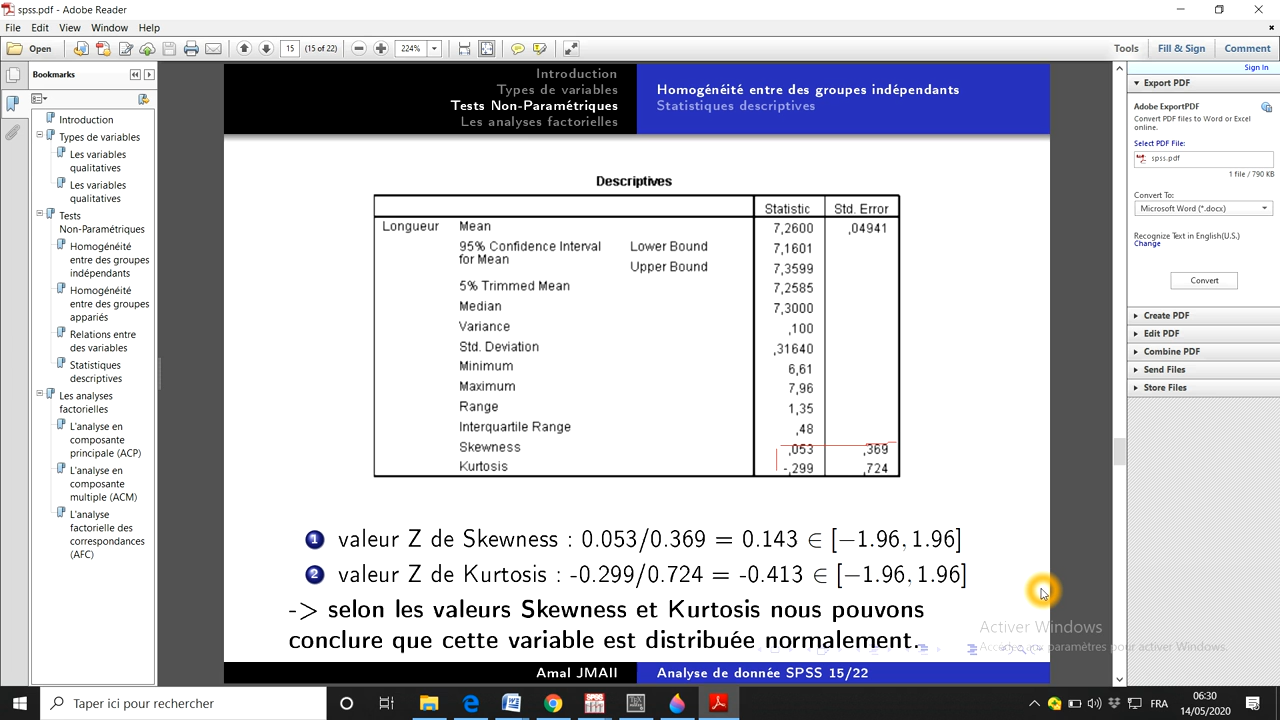 spss.pdf - Adobe Reader
File Edit View Window Help
Open 15 (15 of 22) 224% Tools Fill & Sign Comment
Sign In
Bookmarks
Introduction
Types de variables
Les variables
qualitatives
Les variables
qualitatives
Tests
Non-Paramétriques
Homogénéité
entre des groupes
indépendants
Homogénéité
entre des groupes
appariés
Relations entre
des variables
Statistiques
descriptives
Les analyses
factorielles
L'analyse en
composante
principale (ACP)
L'analyse en
composante
multiple (ACM)
L'analyse
factorielle des
correspondances
(AFC)
Introduction
Types de variables
Tests Non-Paramétriques
Les analyses factorielles
Homogénéité entre des groupes indépendants
Statistiques descriptives
Descriptives
Statistic Std. Error
Longueur Mean 7,2600 ,04941
95% Confidence Interval Lower Bound 7,1601
for Mean
Upper Bound 7,3599
5% Trimmed Mean 7,2585
Median 7,3000
Variance ,100
Std. Deviation ,31640
Minimum 6,61
Maximum 7,96
Range 1,35
Interquartile Range ,48
Skewness ,053 ,369
Kurtosis -,299 ,724
1 valeur Z de Skewness : 0.053/0.369 = 0.143 ∈ [−1.96, 1.96]
2 valeur Z de Kurtosis : -0.299/0.724 = -0.413 ∈ [−1.96, 1.96]
-> selon les valeurs Skewness et Kurtosis nous pouvons
conclure que cette variable est distribuée normalement.
Amal JMAII Analyse de donnée SPSS 15/22
Export PDF
Adobe ExportPDF
Convert PDF files to Word or Excel
online.
Select PDF File:
spss.pdf
1 file / 790 KB
Convert To:
Microsoft Word (*.docx)
Recognize Text in English(U.S.)
Change
Convert
Create PDF
Edit PDF
Combine PDF
Send Files
Store Files
Activer Windows
paramètres pour activer Windows.
Taper ici pour rechercher
FRA
06:30
14/05/2020